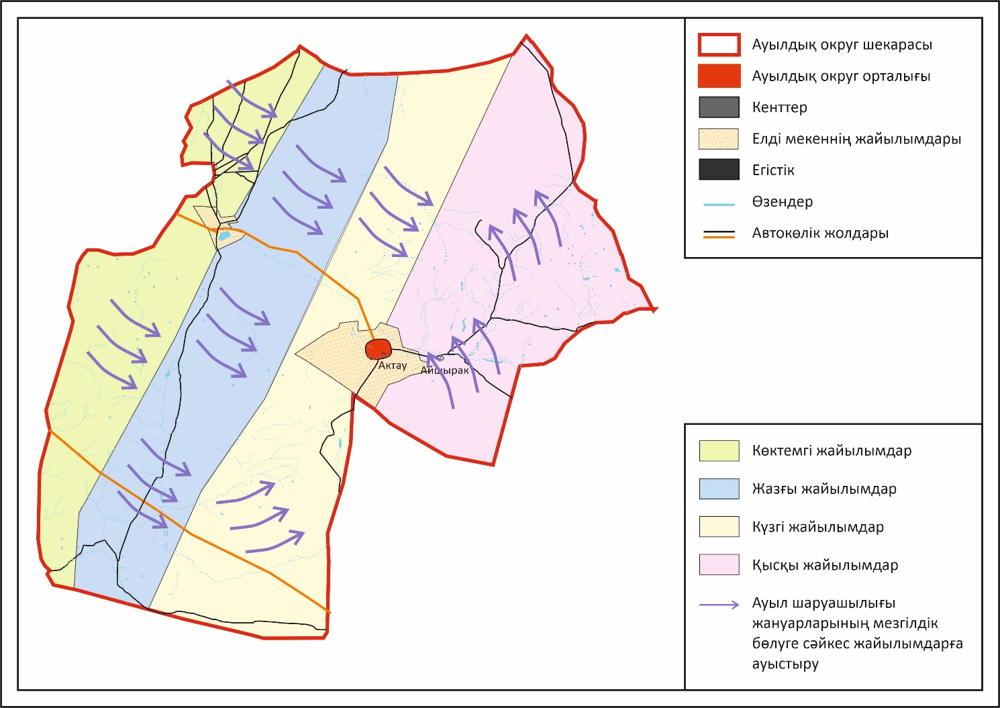 Ауылдық округ шекарасы
Ауылдық округ орталығы
Кенттер
Елді мекеннің жайылымдары
Егістік
Өзендер
Автокөлік жолдары
Актау
Айшырак
Көктемгі жайылымдар
Жазғы жайылымдар
Күзгі жайылымдар
Қысқы жайылымдар
Ауыл шаруашылығы
жануарларының мезгілдік
бөлуге сәйкес жайылымдарға
ауыстыру